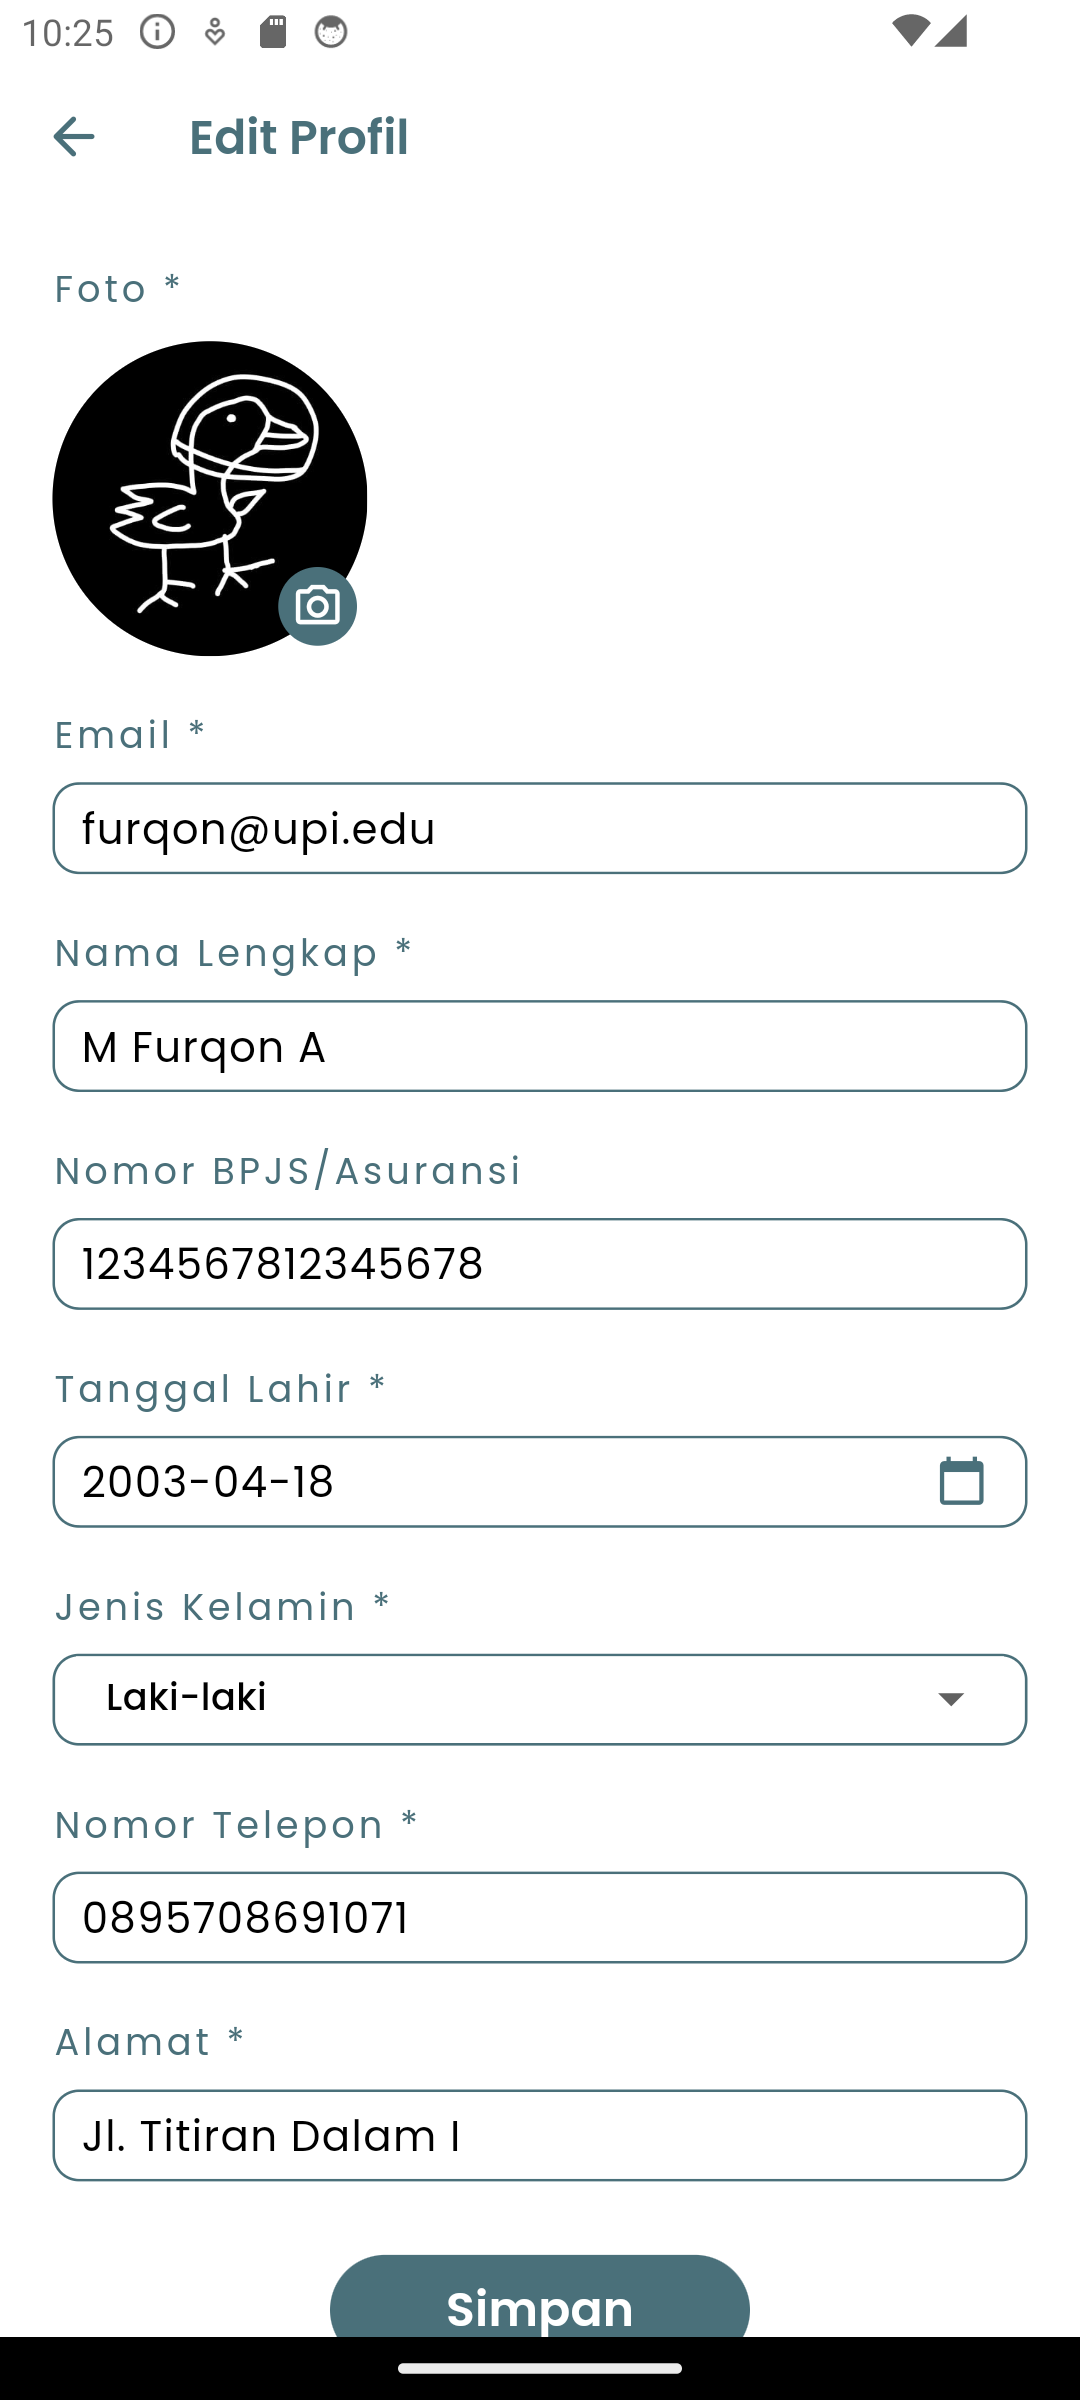 10:25
Edit Profil
Foto *
Email *
furqon@upi.edu
Nama Lengkap *
M Furqon A
Nomor BPJS/Asuransi
1234567812345678
Tanggal Lahir *
2003-04-18
Jenis Kelamin *
Laki-laki
Nomor Telepon *
0895708691071
Alamat *
Jl. Titiran Dalam I
Simpan